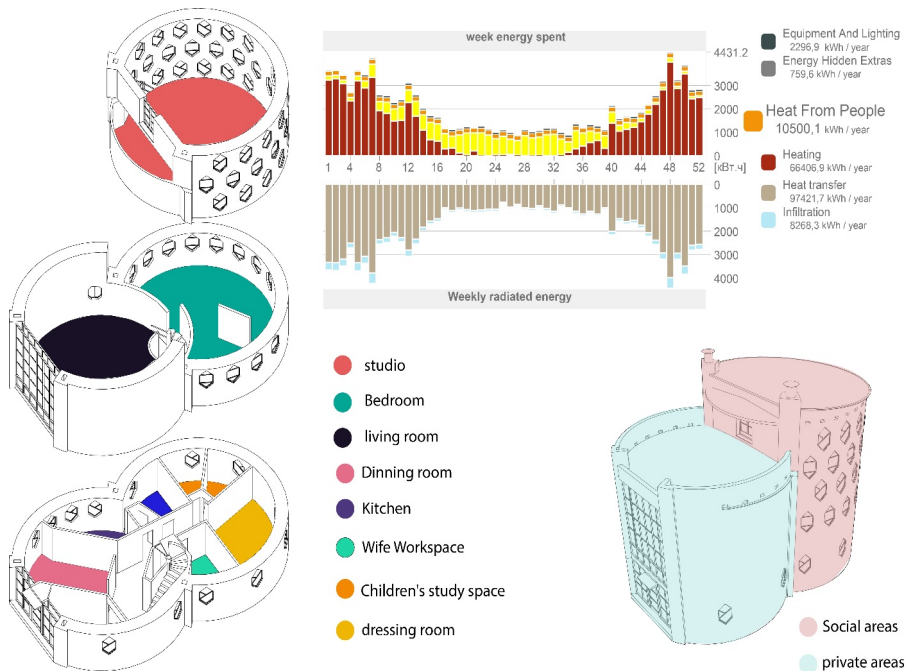 week energy spent
4431.2
3000
2000
1000
0
1 4 8 12 16 20 24 28 32 36 40 44 48 52 [кВт.ч]
0
1000
2000
3000
4000
Weekly radiated energy
Equipment And Lighting
2296,9 kWh / year
Energy Hidden Extras
759,6 kWh / year
Heat From People
10500,1 kWh / year
Heating
66406,9 kWh / year
Heat transfer
97421,7 kWh / year
Infiltration
8268,3 kWh / year
studio
Bedroom
living room
Dinning room
Kitchen
Wife Workspace
Children's study space
dressing room
Social areas
private areas